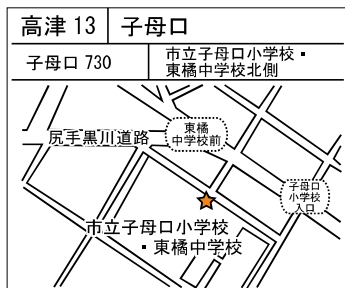 高津 13 子母口
子母口 730
市立子母口小学校・
東橘中学校北側
東橘
中学校前
尻手黒川道路
子母口
小学校
入口
市立子母口小学校
・東橘中学校